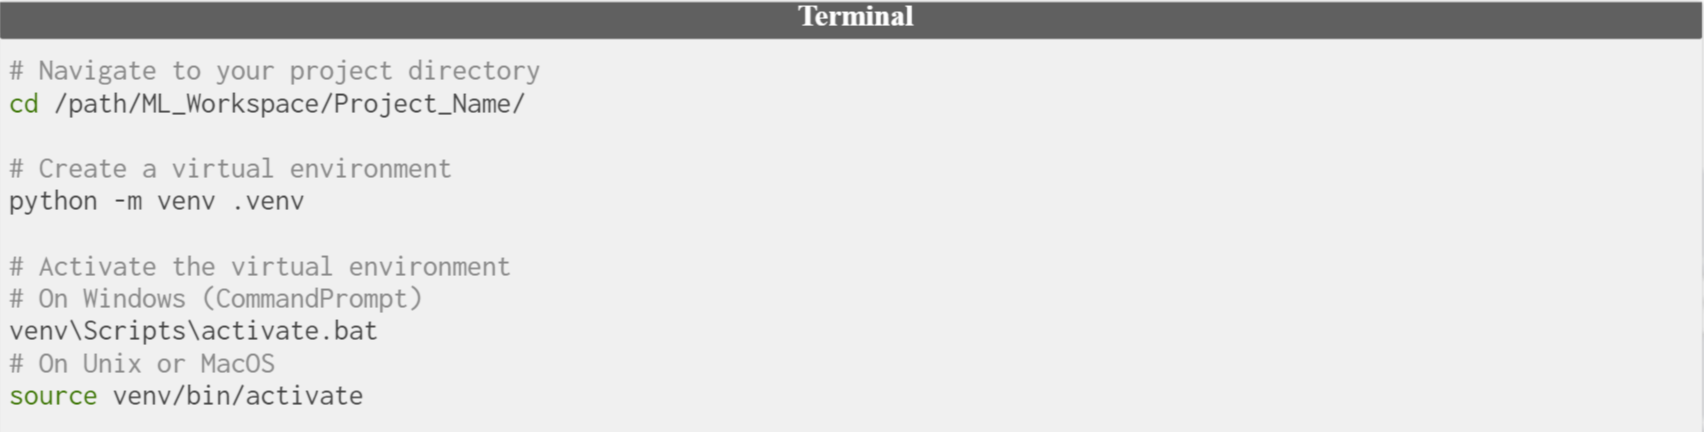 Terminal
# Navigate to your project directory
cd /path/ML_Workspace/Project_Name/
# Create a virtual environment
python -m venv .venv
# Activate the virtual environment
# On Windows (CommandPrompt)
venv\Scripts\activate.bat
# On Unix or MacOS
source venv/bin/activate